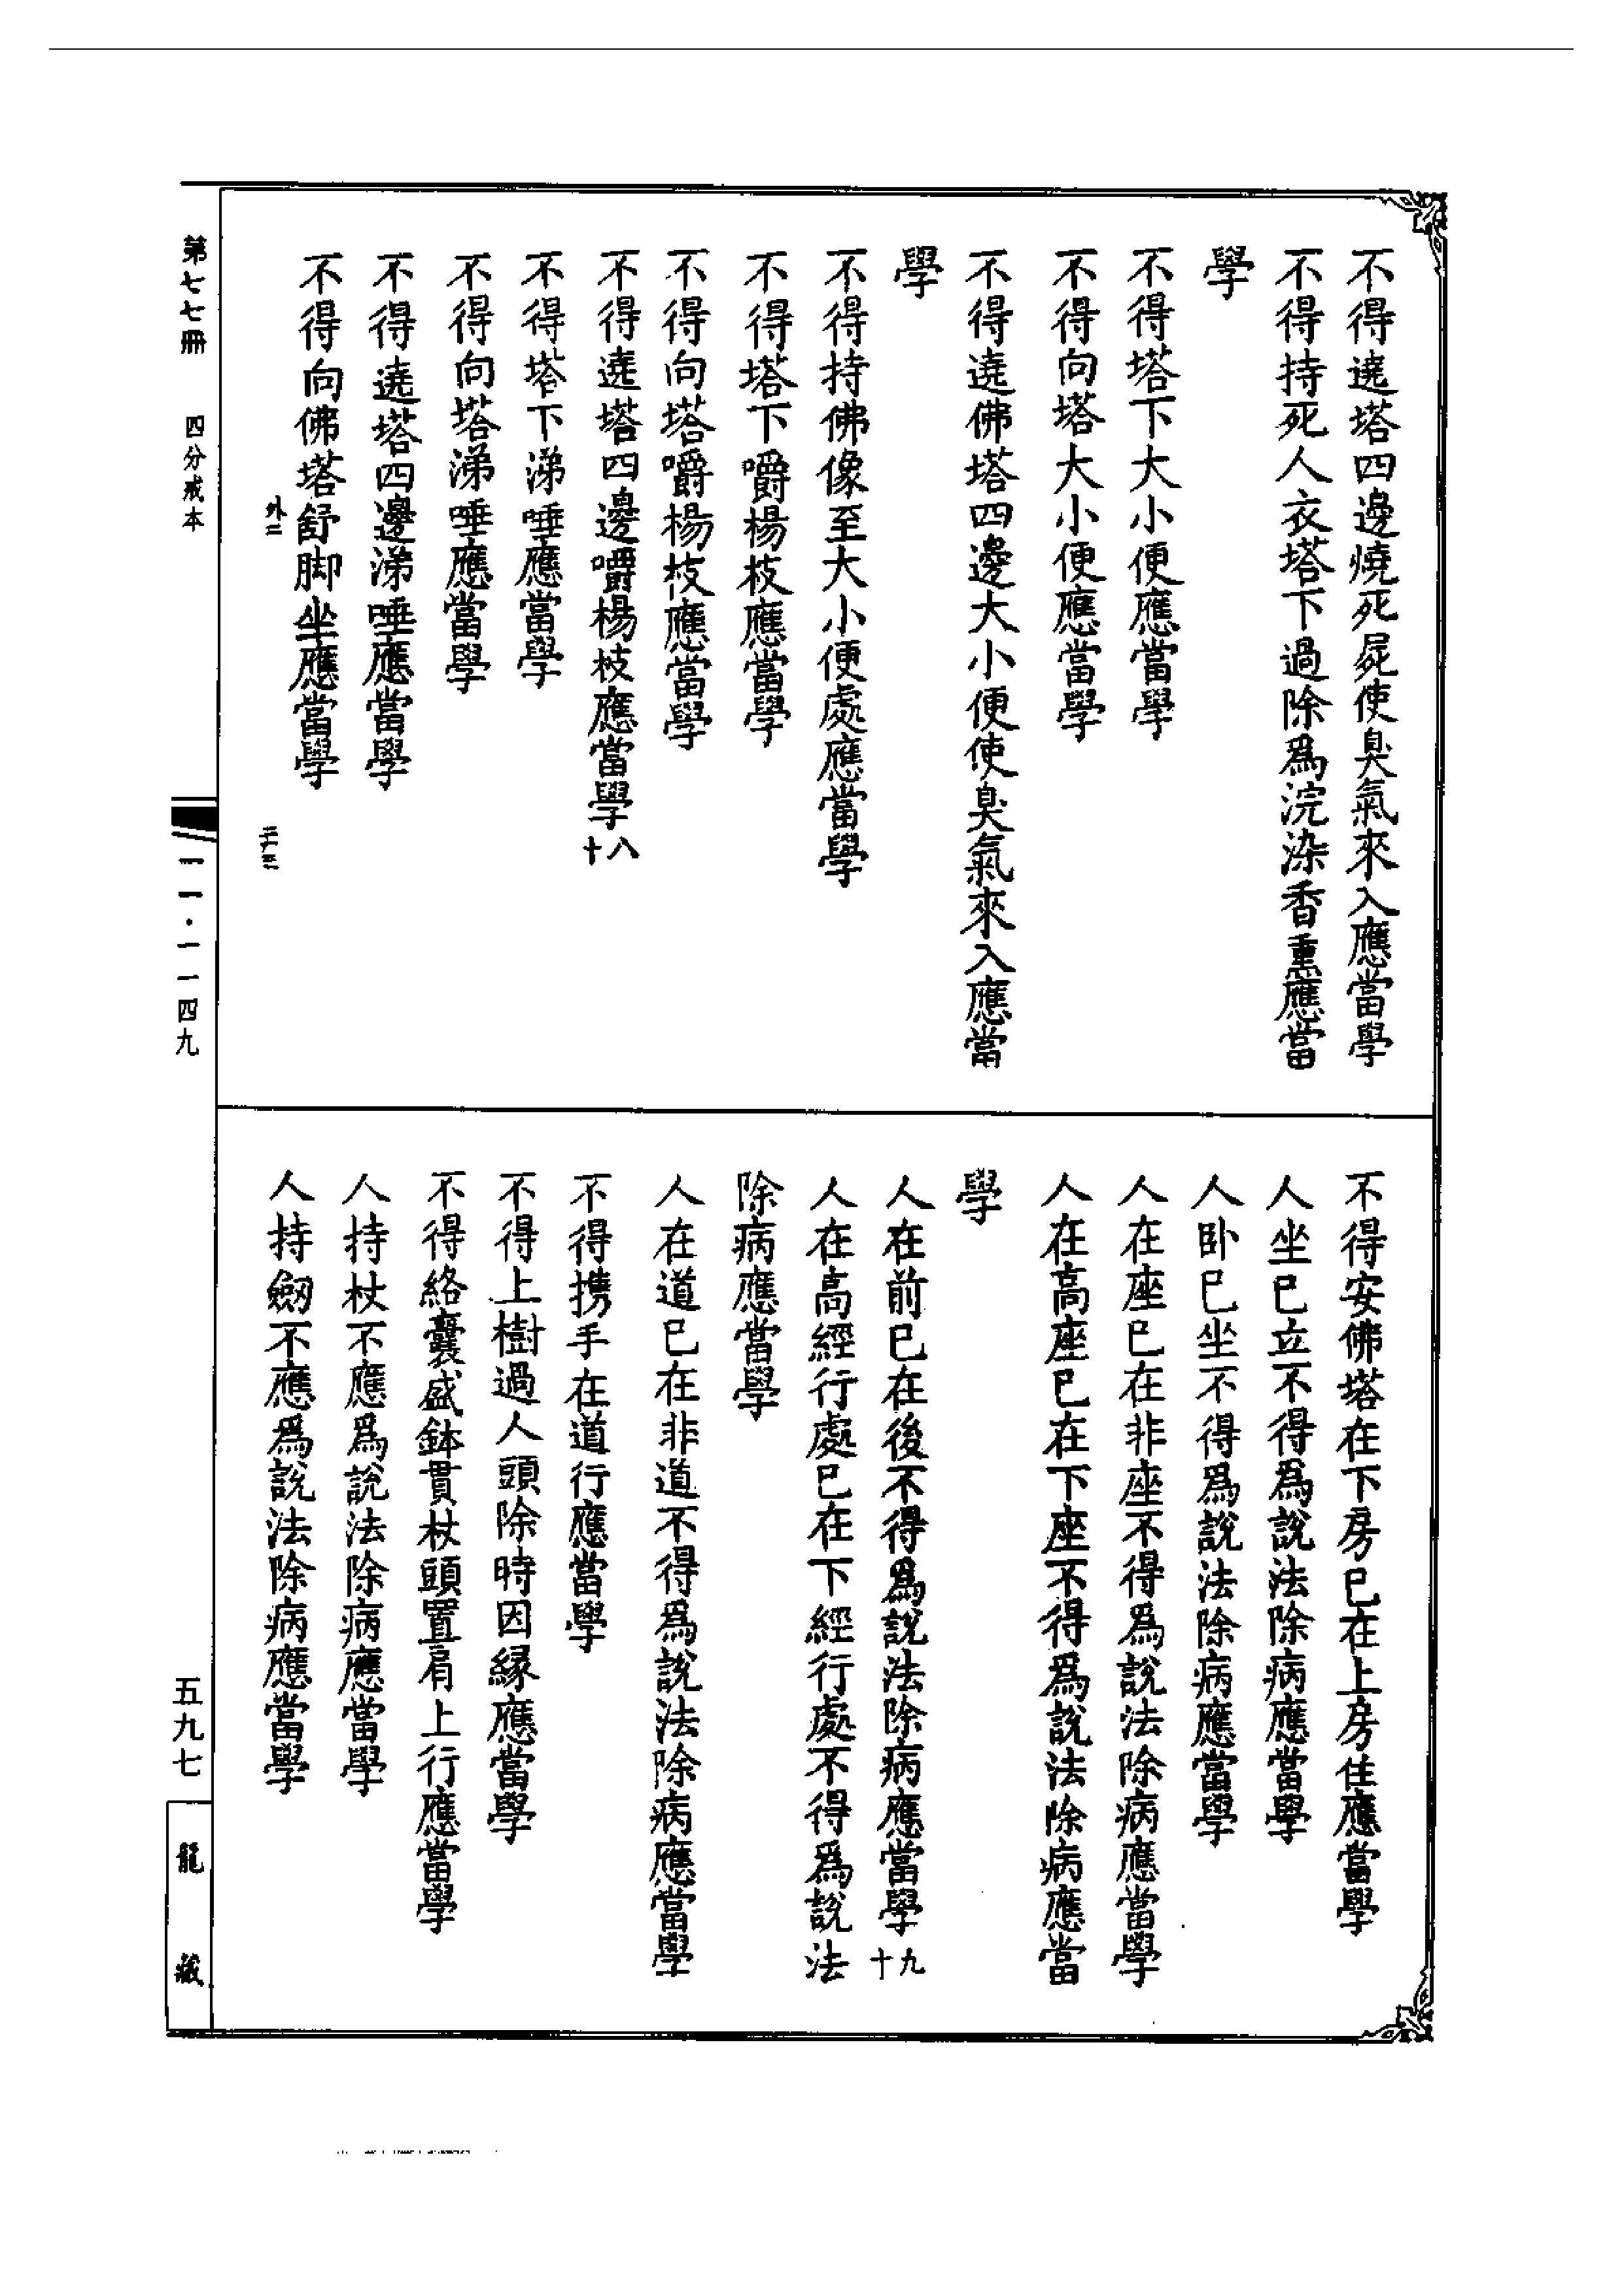 不得遶塔四邊燒死屍使臭氣來入應當學
不得持死人衣塔下過除爲浣染香熏應當
學
不得塔下大小便應當學
不得向塔大小便應當學
不得遶佛塔四邊大小便使臭氣來入應當
學
不得持佛像至大小便處應當學
不得塔下嚼楊枝應當學
不得向塔嚼楊枝應當學
不得遶塔四邊嚼楊枝應當學八十
不得塔下涕唾應當學
不得向塔涕唾應當學
不得遶塔四邊涕唾應當學
不得向佛塔舒脚坐應當學
外二
不得安佛塔在下房已在上房住應當學
人坐已立不得爲說法除病應當學
人卧已坐不得爲說法除病應當學
人在座已在非座不得爲說法除病應當學
人在高座已在下座不得爲說法除病應當
學
人在前已在後不得爲說法除病應當學九十
人在高經行處已在下經行處不得爲說法
除病應當學
人在道已在非道不得爲說法除病應當學
不得携手在道行應當學
不得上樹過人頭除時因緣應當學
不得絡囊盛鉢貫杖頭置肩上行應當學
人持杖不應爲說法除病應當學
人持劒不應爲說法除病應當學
第七七冊 四分戒本 一一·一一四九 五九七 龍藏